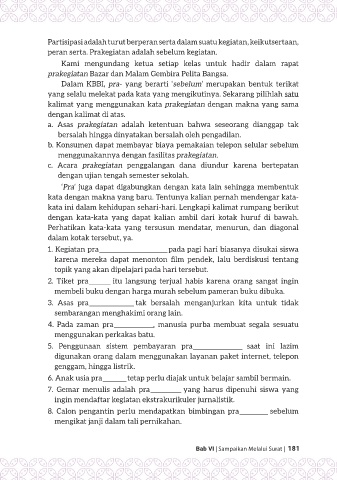 Partisipasi adalah turut berperan serta dalam suatu kegiatan, keikutsertaan,
peran serta. Prakegiatan adalah sebelum kegiatan.
Kami mengundang ketua setiap kelas untuk hadir dalam rapat
prakegiatan Bazar dan Malam Gembira Pelita Bangsa.
Dalam KBBI, pra- yang berarti 'sebelum' merupakan bentuk terikat
yang selalu melekat pada kata yang mengikutinya. Sekarang pilihlah satu
kalimat yang menggunakan kata prakegiatan dengan makna yang sama
dengan kalimat di atas.
a. Asas prakegiatan adalah ketentuan bahwa seseorang dianggap tak
bersalah hingga dinyatakan bersalah oleh pengadilan.
b. Konsumen dapat membayar biaya pemakaian telepon selular sebelum
menggunakannya dengan fasilitas prakegiatan.
c. Acara prakegiatan penggalangan dana diundur karena bertepatan
dengan ujian tengah semester sekolah.
'Pra' juga dapat digabungkan dengan kata lain sehingga membentuk
kata dengan makna yang baru. Tentunya kalian pernah mendengar kata-
kata ini dalam kehidupan sehari-hari. Lengkapi kalimat rumpang berikut
dengan kata-kata yang dapat kalian ambil dari kotak huruf di bawah.
Perhatikan kata-kata yang tersusun mendatar, menurun, dan diagonal
dalam kotak tersebut, ya.
1. Kegiatan pra____________________ pada pagi hari biasanya disukai siswa
karena mereka dapat menonton film pendek, lalu berdiskusi tentang
topik yang akan dipelajari pada hari tersebut.
2. Tiket pra_____ itu langsung terjual habis karena orang sangat ingin
membeli buku dengan harga murah sebelum pameran buku dibuka.
3. Asas pra__________ tak bersalah menganjurkan kita untuk tidak
sembarangan menghakimi orang lain.
4. Pada zaman pra_________, manusia purba membuat segala sesuatu
menggunakan perkakas batu.
5. Penggunaan sistem pembayaran pra___________ saat ini lazim
digunakan orang dalam menggunakan layanan paket internet, telepon
genggam, hingga listrik.
6. Anak usia pra_____ tetap perlu diajak untuk belajar sambil bermain.
7. Gemar menulis adalah pra_______ yang harus dipenuhi siswa yang
ingin mendaftar kegiatan ekstrakurikuler jurnalistik.
8. Calon pengantin perlu mendapatkan bimbingan pra_______ sebelum
mengikat janji dalam tali pernikahan.
Bab VI | Sampaikan Melalui Surat | 181